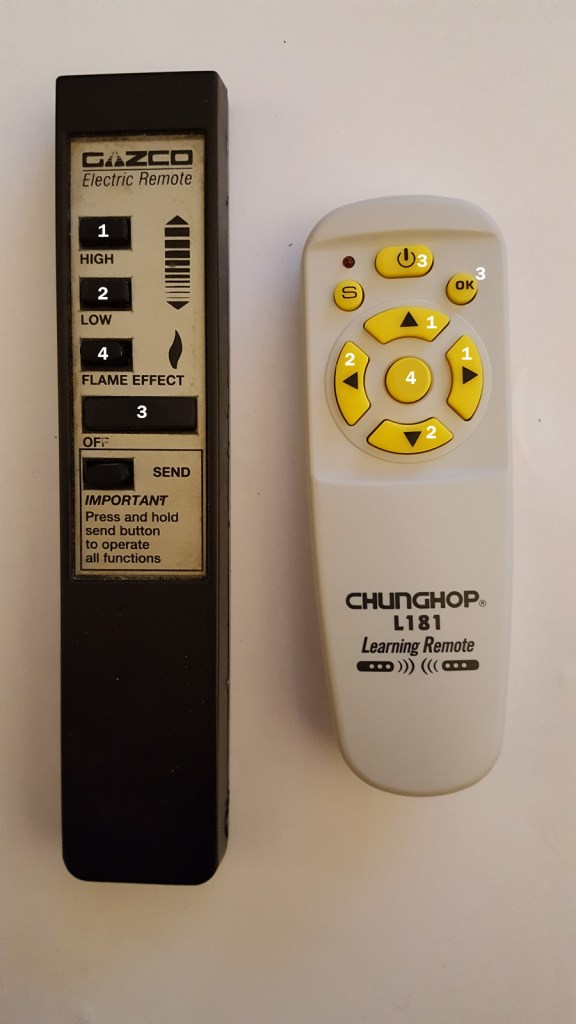 GAZCO
Electric Remote
1
HIGH
2
LOW
4
FLAME EFFECT
3
OFF
SEND
IMPORTANT
Press and hold
send button
to operate
all functions
3
S
OK
3
1
2
1
4
2
CHUNGHOP®
L181
Learning Remote